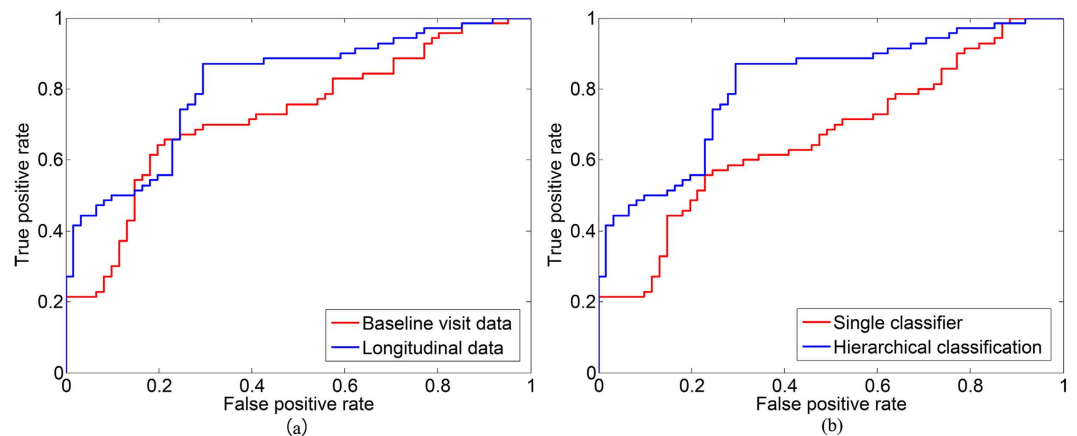 1
0.8
0.6
0.4
0.2
0
True positive rate
Baseline visit data
Longitudinal data
0 0.2 0.4 0.6 0.8 1
False positive rate
(a)
1
0.8
0.6
0.4
0.2
0
True positive rate
Single classifier
Hierarchical classification
0 0.2 0.4 0.6 0.8 1
False positive rate
(b)